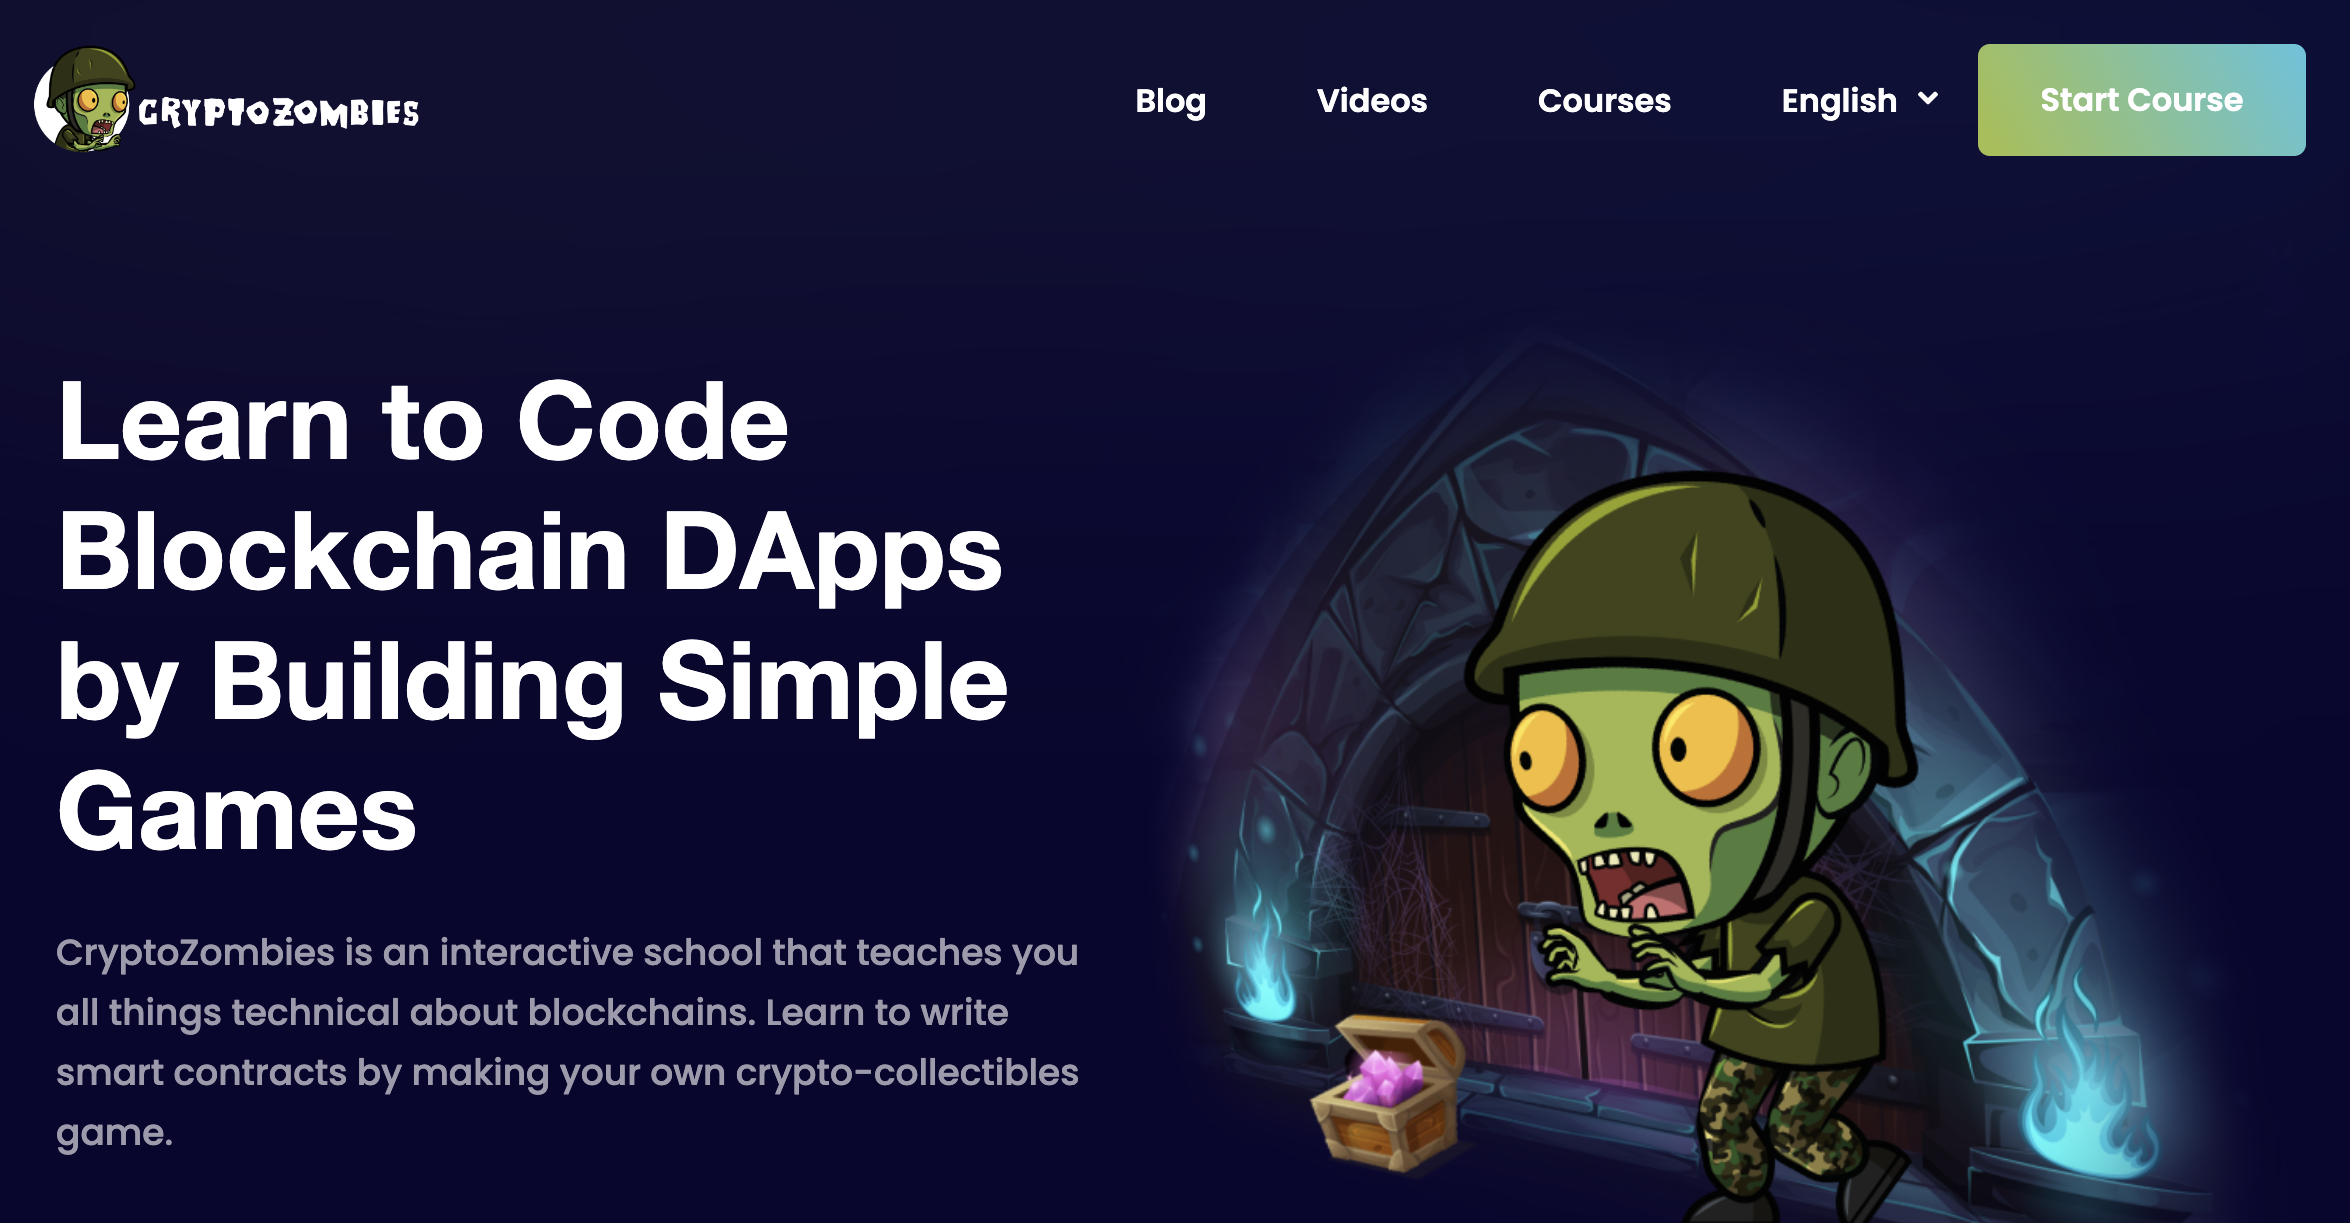 CRYPTOZOMBIES
Blog
Videos
Courses
English
Start Course
Learn to Code
Blockchain DApps
by Building Simple
Games
CryptoZombies is an interactive school that teaches you
all things technical about blockchains. Learn to write
smart contracts by making your own crypto-collectibles
game.